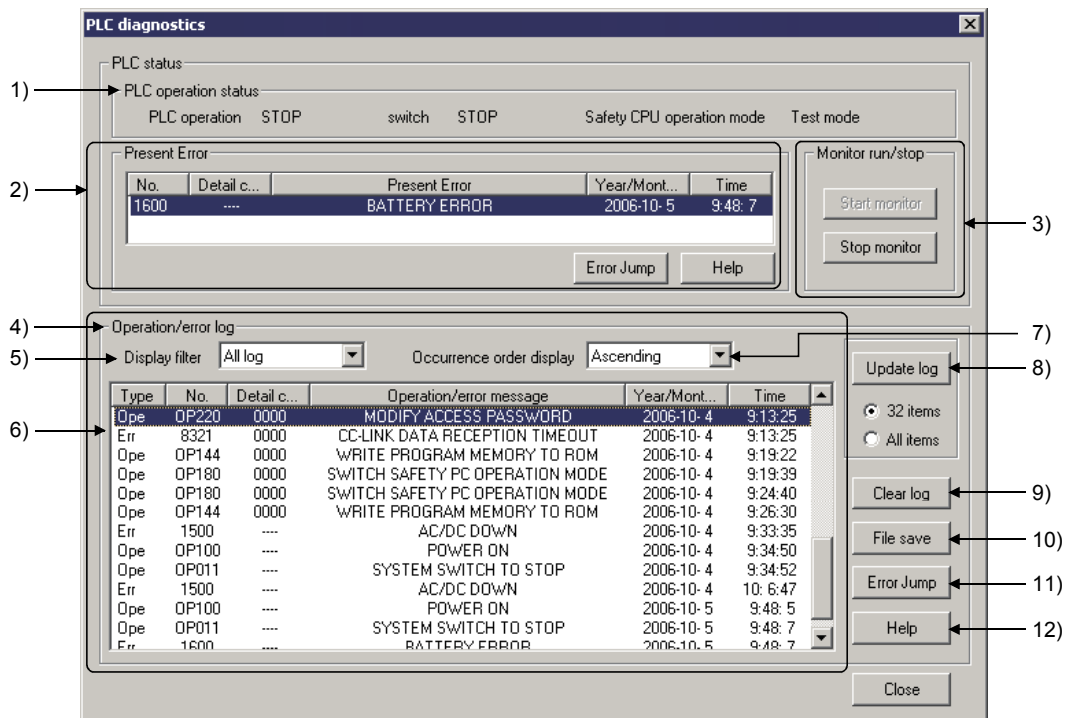 PLC diagnostics
PLC status
1) PLC operation status
PLC operation STOP switch STOP Safety CPU operation mode Test mode
Present Error
Monitor run/stop
2)
No. Detail c... Present Error Year/Mont... Time
1600 ---- BATTERY ERROR 2006-10- 5 9:48: 7
Start monitor
3)
Stop monitor
Error Jump Help
4) Operation/error log
5) Display filter All log Occurrence order display Ascending 7)
Update log 8)
32 items
All items
6)
Type No. Detail c... Operation/error message Year/Mont... Time
Ope OP220 0000 MODIFY ACCESS PASSWORD 2006-10- 4 9:13:25
Err 8321 0000 CC-LINK DATA RECEPTION TIMEOUT 2006-10- 4 9:13:25
Ope OP144 0000 WRITE PROGRAM MEMORY TO ROM 2006-10- 4 9:19:22
Ope OP180 0000 SWITCH SAFETY PC OPERATION MODE 2006-10- 4 9:19:39
Ope OP180 0000 SWITCH SAFETY PC OPERATION MODE 2006-10- 4 9:24:40
Ope OP144 0000 WRITE PROGRAM MEMORY TO ROM 2006-10- 4 9:26:30
Err 1500 ---- AC/DC DOWN 2006-10- 4 9:33:35
Ope OP100 ---- POWER ON 2006-10- 4 9:34:50
Ope OP011 ---- SYSTEM SWITCH TO STOP 2006-10- 4 9:34:52
Err 1500 ---- AC/DC DOWN 2006-10- 4 10: 6:47
Ope OP100 ---- POWER ON 2006-10- 5 9:48: 5
Ope OP011 ---- SYSTEM SWITCH TO STOP 2006-10- 5 9:48: 7
Err 1600 ---- BATTERY ERROR 2006-10- 5 9:48: 7
Clear log 9)
File save 10)
Error Jump 11)
Help 12)
Close